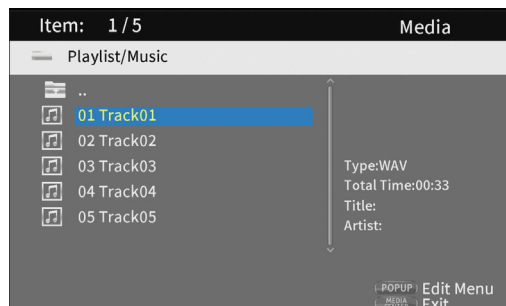 Item: 1/5 Media
Playlist/Music
..
01 Track01
02 Track02
03 Track03
04 Track04
05 Track05
Type:WAV
Total Time:00:33
Title:
Artist:
POPUP Edit Menu
MEDIA CENTER Exit